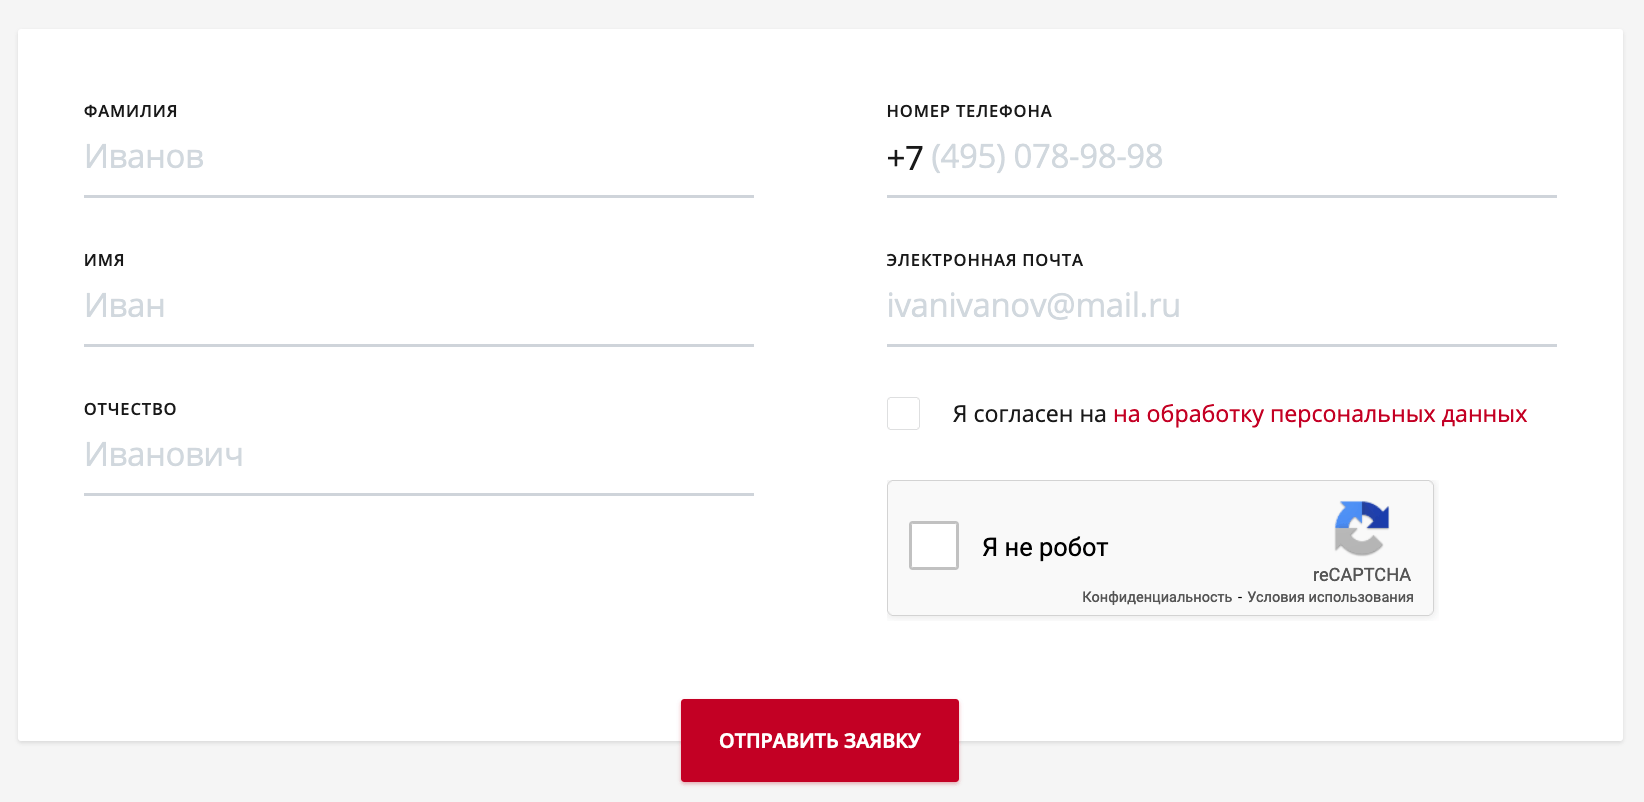 ФАМИЛИЯ
Иванов
ИМЯ
Иван
ОТЧЕСТВО
Иванович
НОМЕР ТЕЛЕФОНА
+7 (495) 078-98-98
ЭЛЕКТРОННАЯ ПОЧТА
ivanivanov@mail.ru
Я согласен на на обработку персональных данных
Я не робот
reCAPTCHA
Конфиденциальность - Условия использования
ОТПРАВИТЬ ЗАЯВКУ